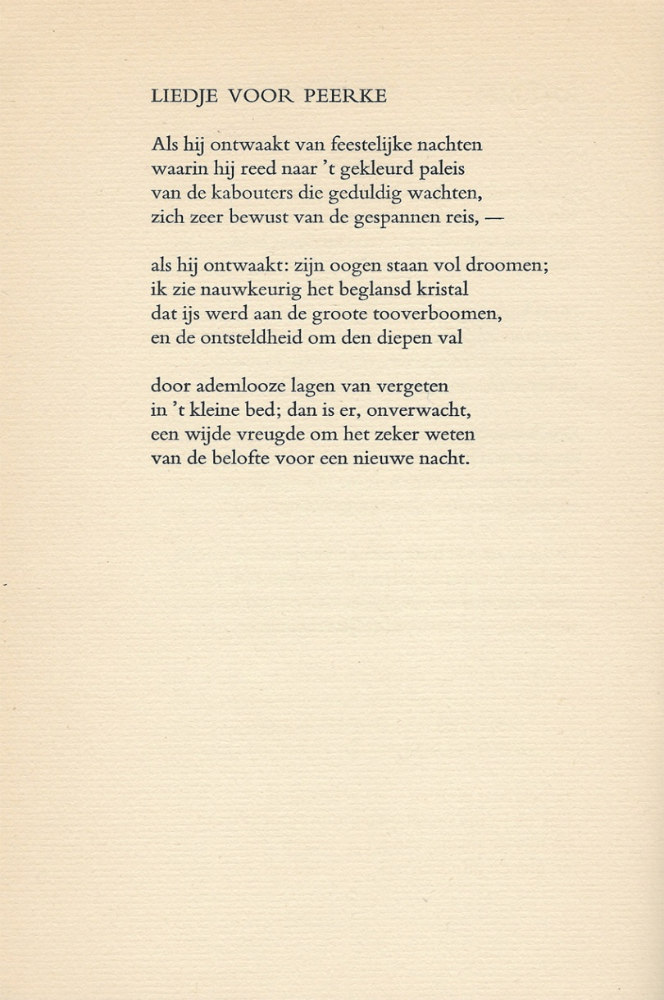 LIEDJE VOOR PEERKE
Als hij ontwaakt van feestelijke nachten
waarin hij reed naar ’t gekleurd paleis
van de kabouters die geduldig wachten,
zich zeer bewust van de gespannen reis, —
als hij ontwaakt: zijn oogen staan vol droomen;
ik zie nauwkeurig het beglansd kristal
dat ijs werd aan de groote tooverboomen,
en de ontsteldheid om den diepen val
door ademlooze lagen van vergeten
in ’t kleine bed; dan is er, onverwacht,
een wijde vreugde om het zeker weten
van de belofte voor een nieuwe nacht.